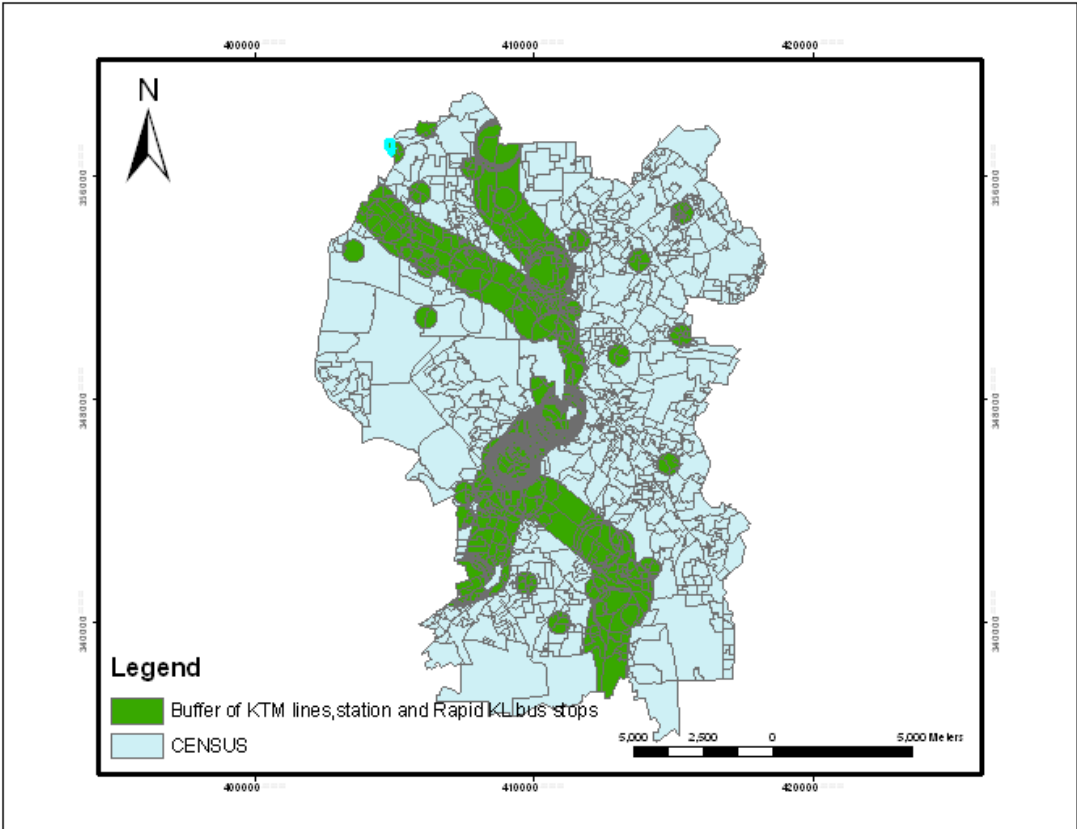 400000 410000 420000
N
356000 356000
348000 348000
340000 340000
Legend
Buffer of KTM lines,station and Rapid KL bus stops
CENSUS
5,000 2,500 0 5,000 Meters
400000 410000 420000